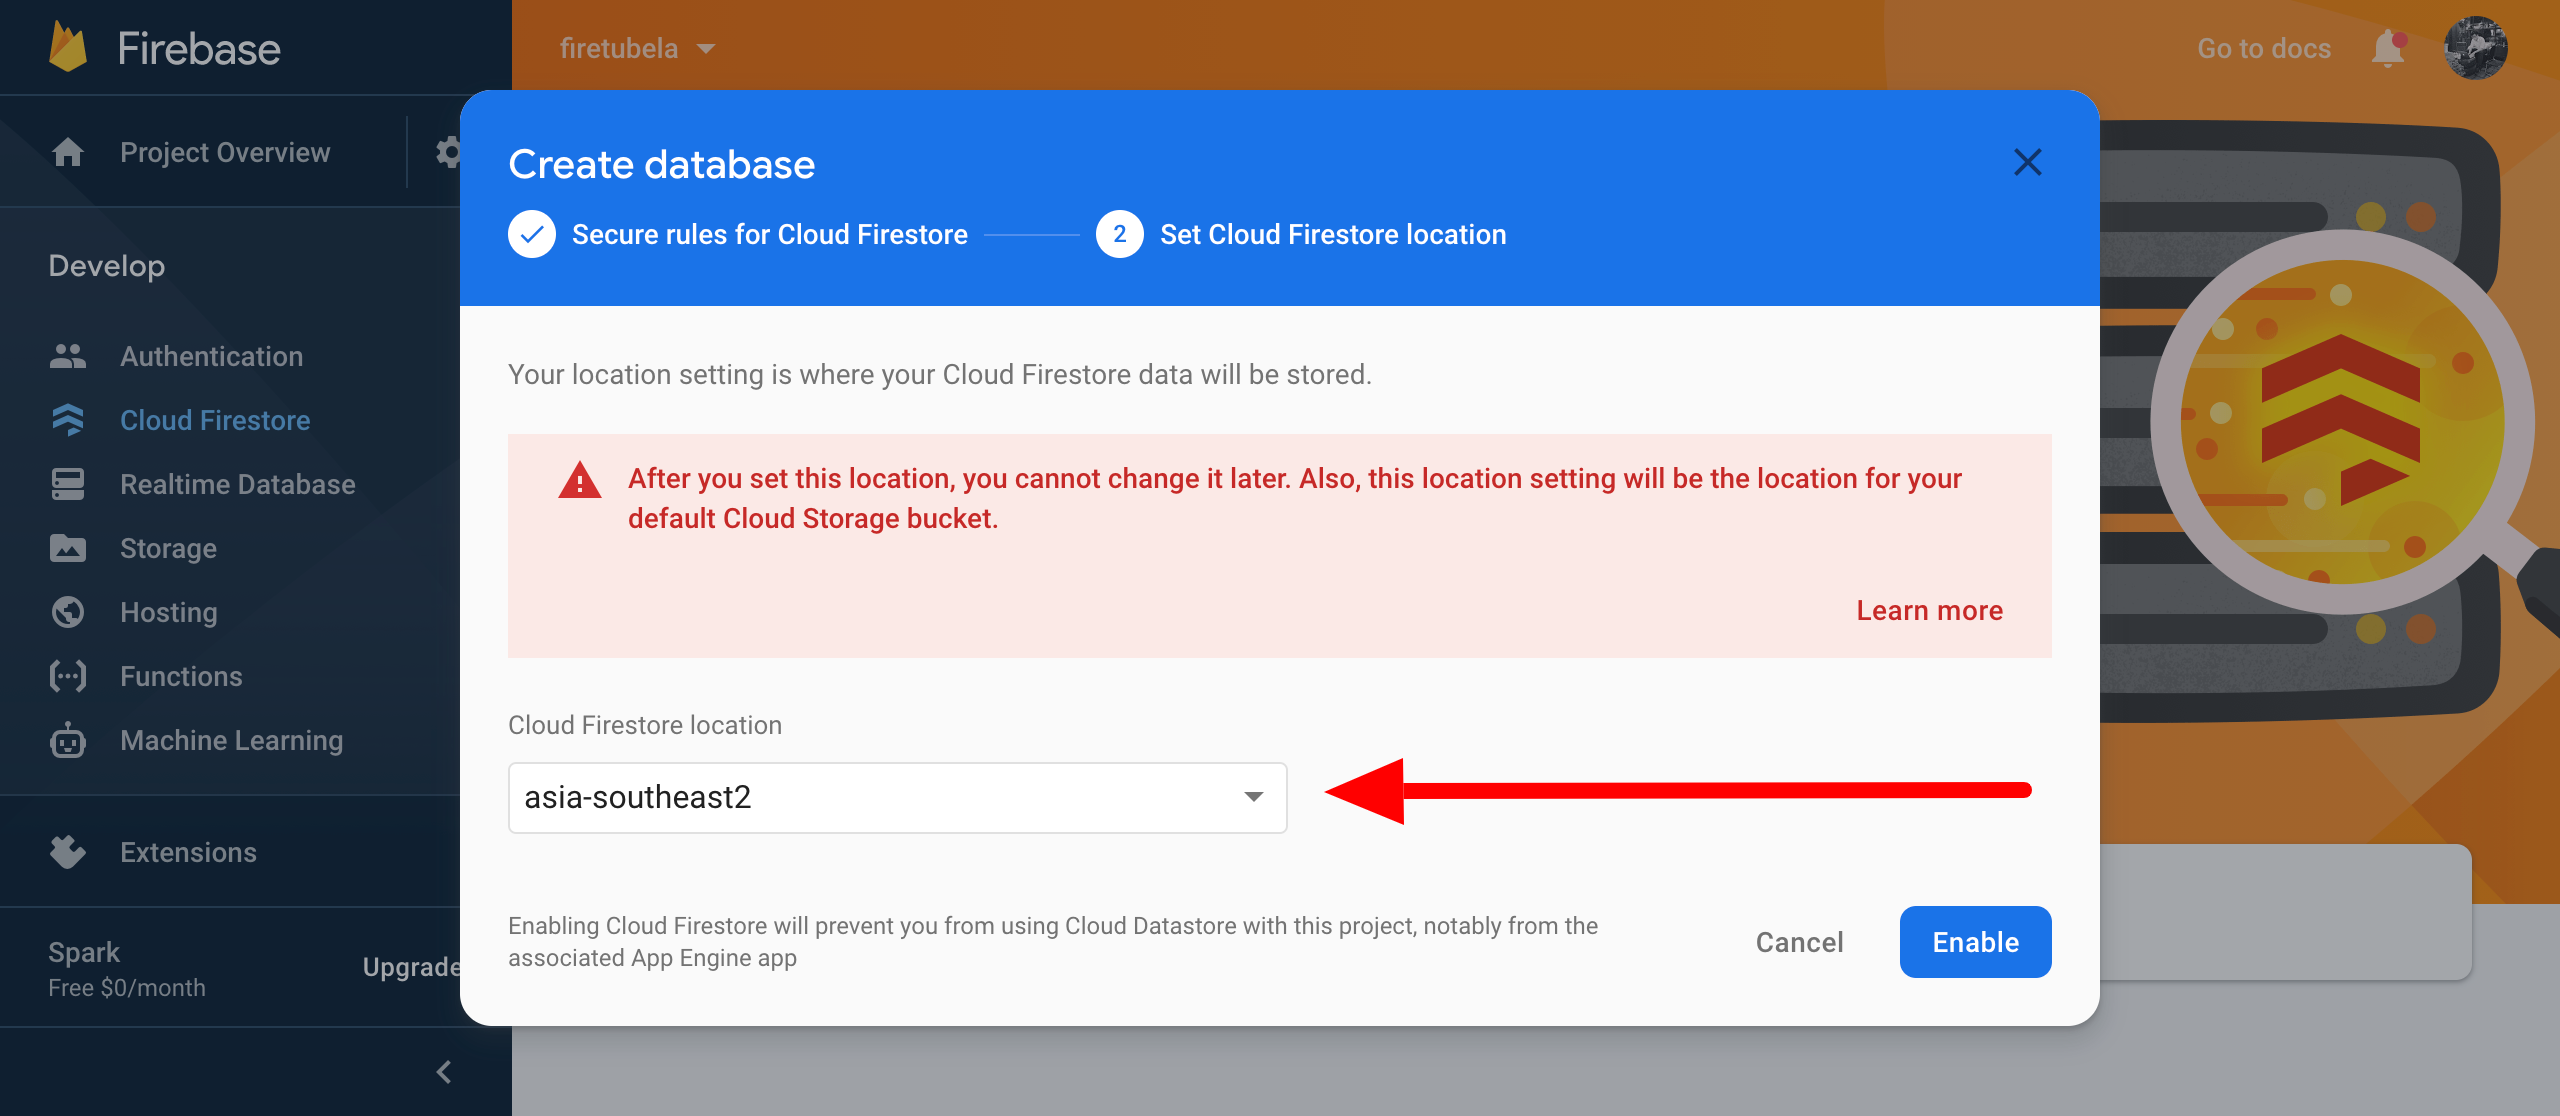 Firebase
firetubela
Go to docs
Project Overview
Develop
Authentication
Cloud Firestore
Realtime Database
Storage
Hosting
Functions
Machine Learning
Extensions
Spark
Free $0/month
Upgrade
Create database
Secure rules for Cloud Firestore
2 Set Cloud Firestore location
Your location setting is where your Cloud Firestore data will be stored.
After you set this location, you cannot change it later. Also, this location setting will be the location for your
default Cloud Storage bucket.
Learn more
Cloud Firestore location
asia-southeast2
Enabling Cloud Firestore will prevent you from using Cloud Datastore with this project, notably from the
associated App Engine app
Cancel
Enable